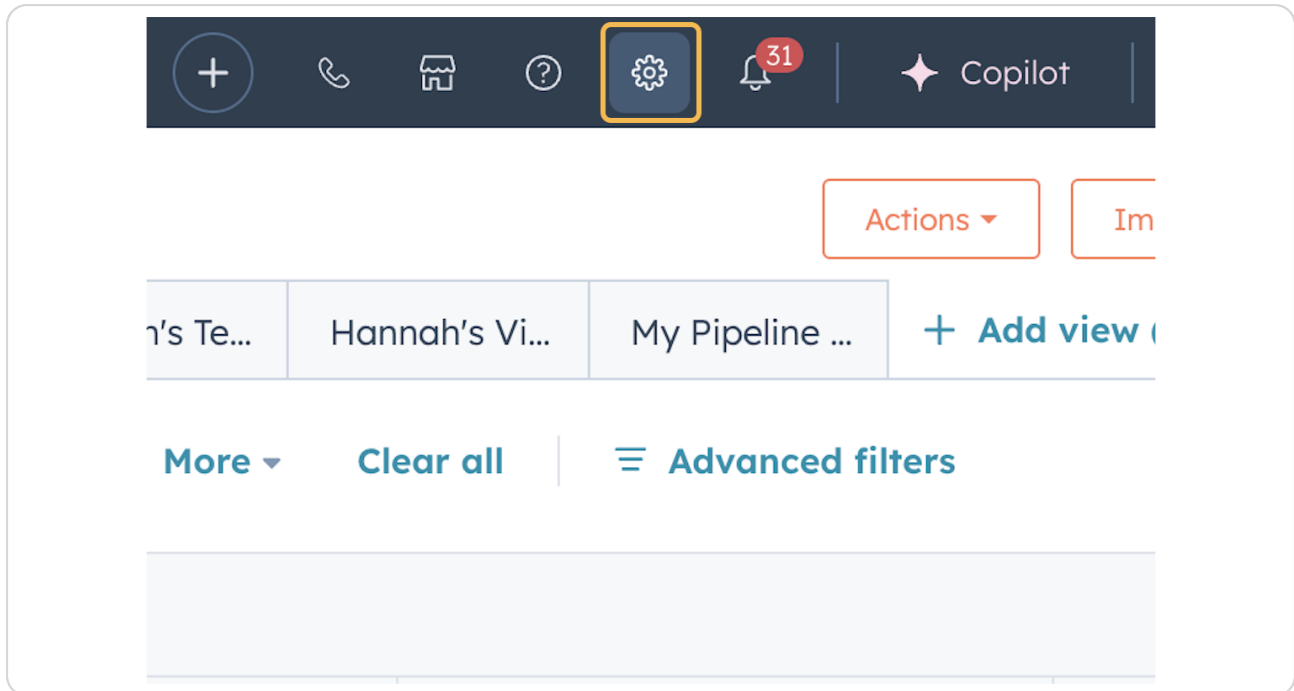 31 Copilot
Actions Im
n's Te... Hannah's Vi... My Pipeline ... + Add view (
More Clear all Advanced filters